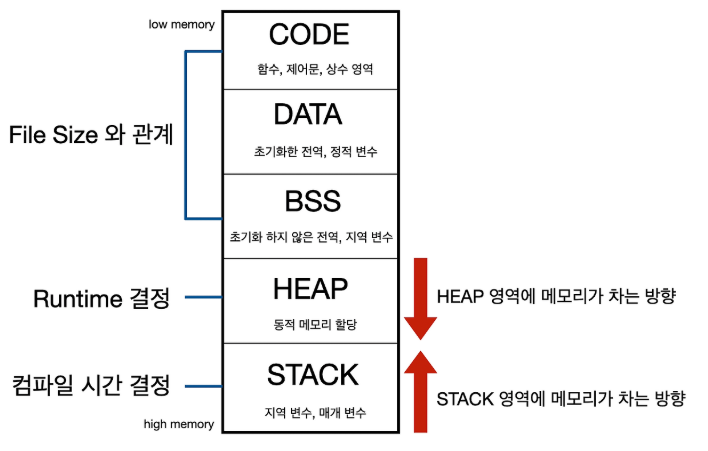 low memory
CODE
함수, 제어문, 상수 영역
File Size 와 관계
DATA
초기화한 전역, 정적 변수
BSS
초기화 하지 않은 전역, 지역 변수
Runtime 결정
HEAP
동적 메모리 할당
HEAP 영역에 메모리가 차는 방향
컴파일 시간 결정
STACK
지역 변수, 매개 변수
STACK 영역에 메모리가 차는 방향
high memory